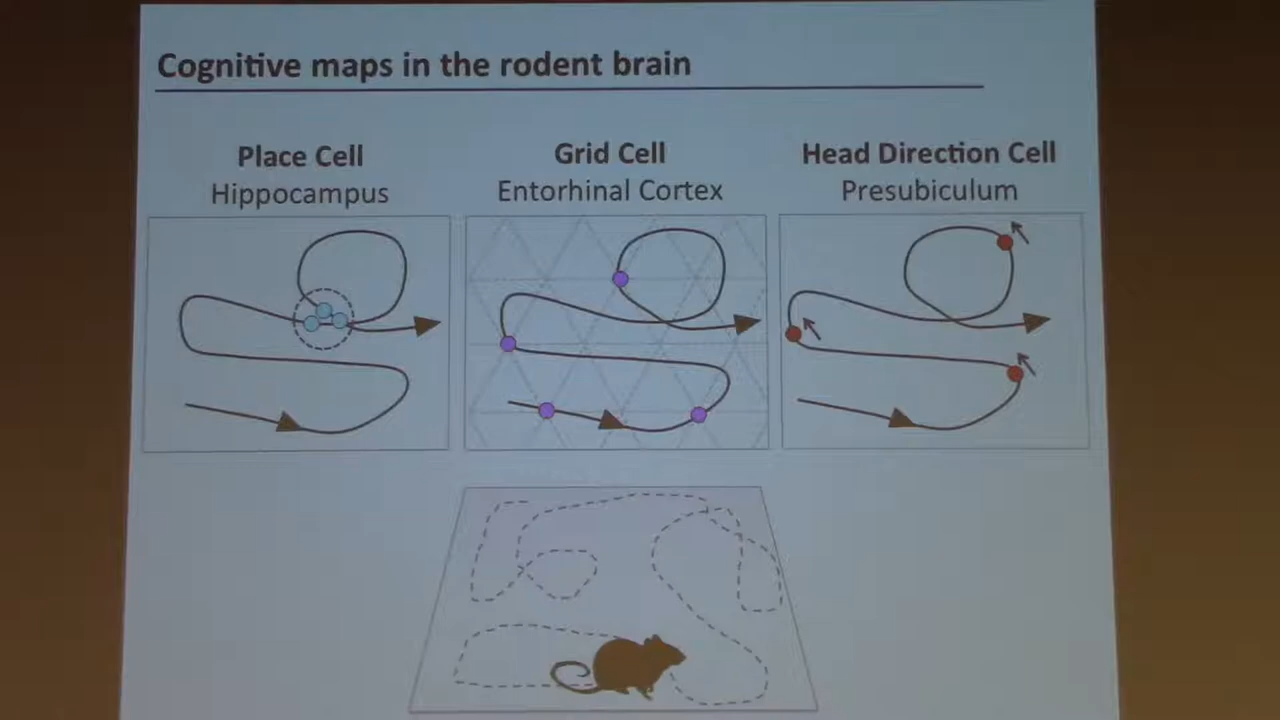 Cognitive maps in the rodent brain
Place Cell
Hippocampus
Grid Cell
Entorhinal Cortex
Head Direction Cell
Presubiculum